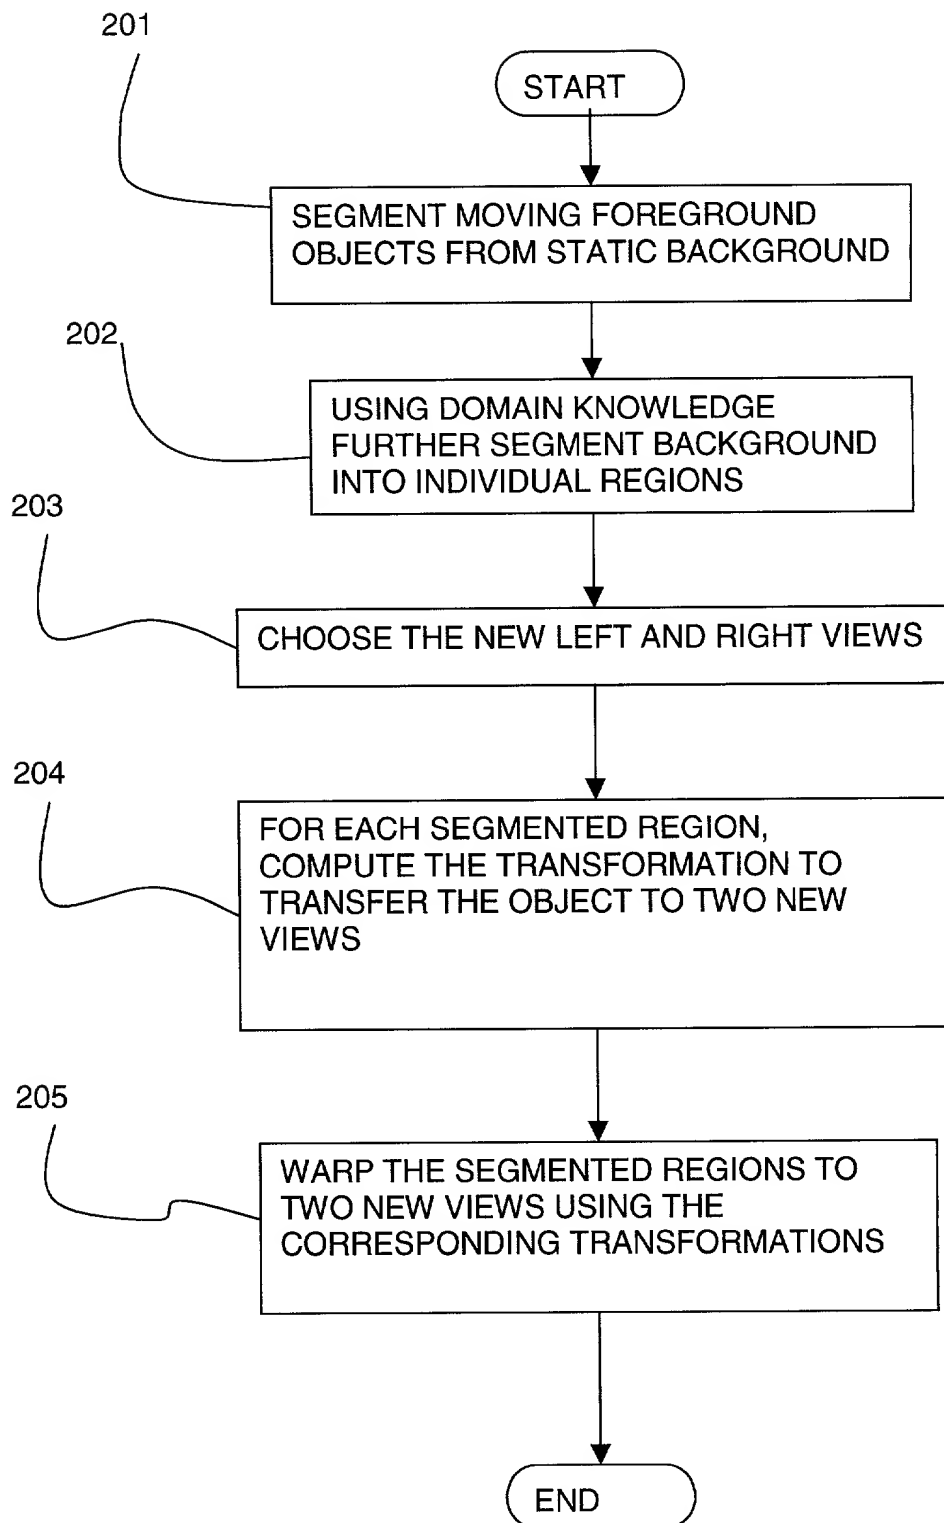 201
START
SEGMENT MOVING FOREGROUND
OBJECTS FROM STATIC BACKGROUND
202
USING DOMAIN KNOWLEDGE
FURTHER SEGMENT BACKGROUND
INTO INDIVIDUAL REGIONS
203
CHOOSE THE NEW LEFT AND RIGHT VIEWS
204
FOR EACH SEGMENTED REGION,
COMPUTE THE TRANSFORMATION TO
TRANSFER THE OBJECT TO TWO NEW
VIEWS
205
WARP THE SEGMENTED REGIONS TO
TWO NEW VIEWS USING THE
CORRESPONDING TRANSFORMATIONS
END